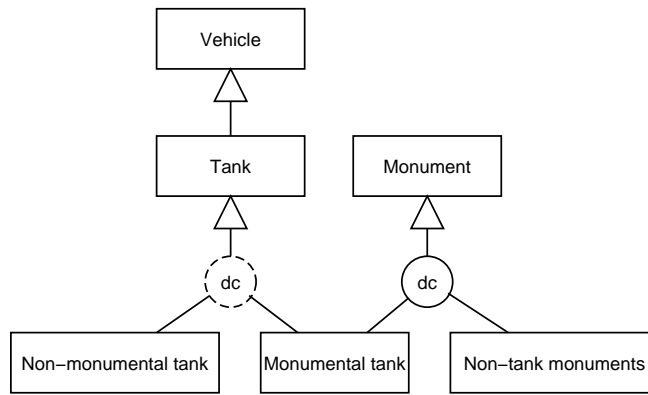 Vehicle
Tank
Monument
dc
dc
Non−monumental tank
Monumental tank
Non−tank monuments